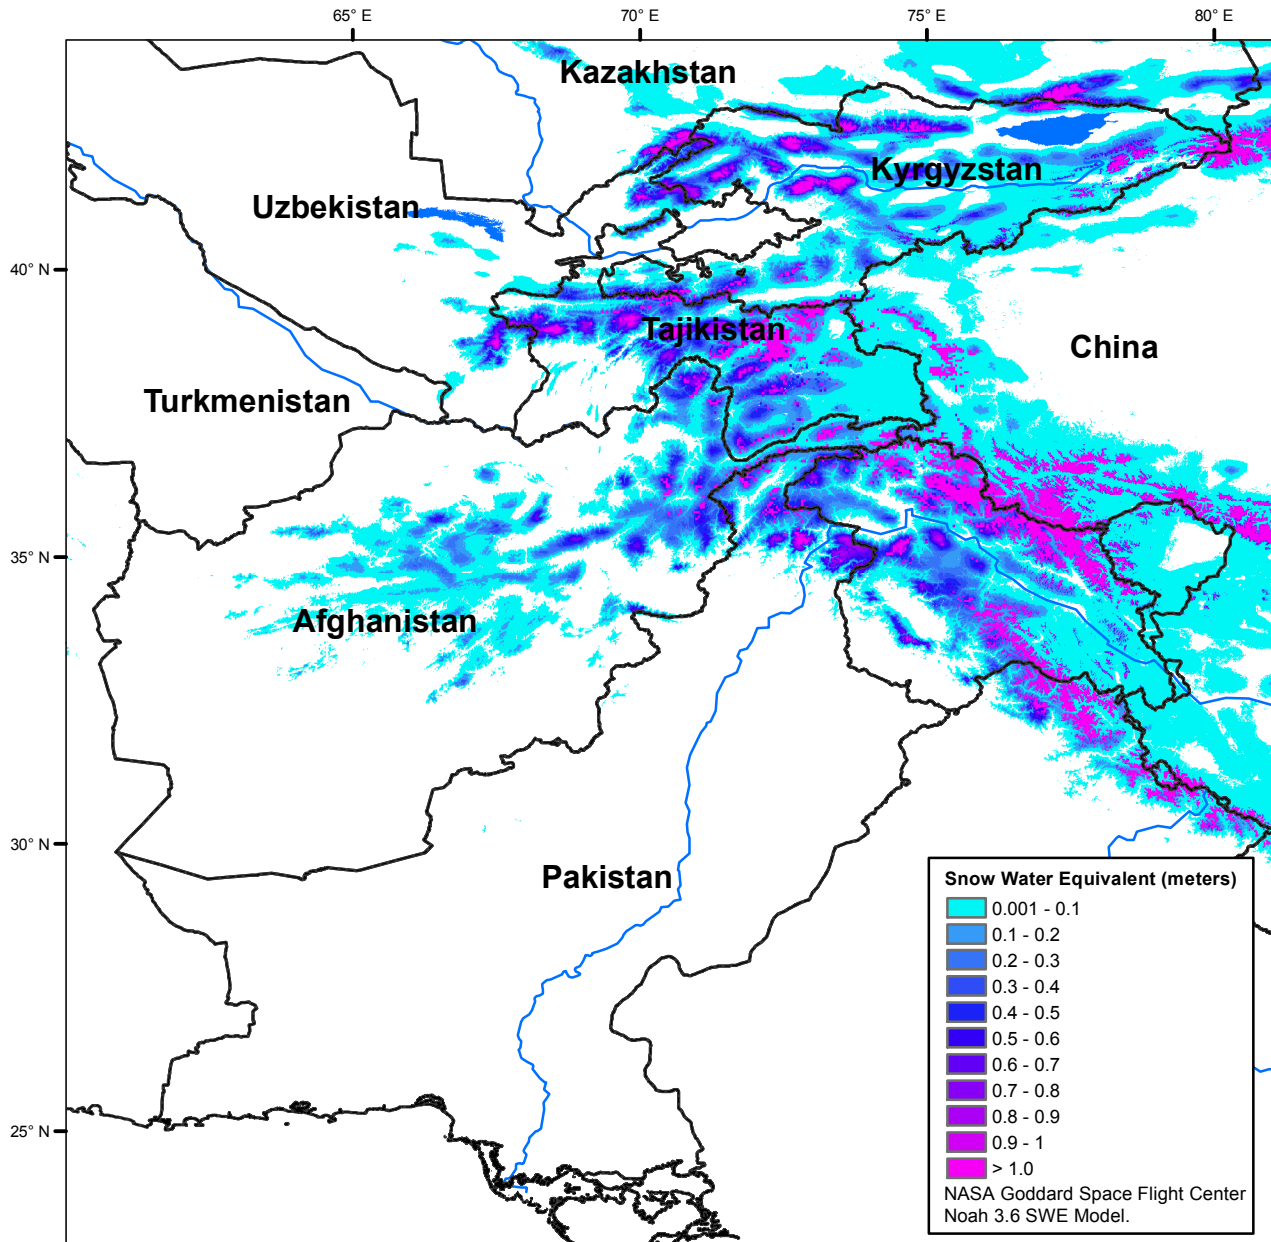 65° E
70° E
75° E
80° E
Kazakhstan
Kyrgyzstan
Uzbekistan
40° N
Tajikistan
China
Turkmenistan
35° N
Afghanistan
30° N
Pakistan
25° N
Snow Water Equivalent (meters)
0.001 - 0.1
0.1 - 0.2
0.2 - 0.3
0.3 - 0.4
0.4 - 0.5
0.5 - 0.6
0.6 - 0.7
0.7 - 0.8
0.8 - 0.9
0.9 - 1
> 1.0
NASA Goddard Space Flight Center
Noah 3.6 SWE Model.